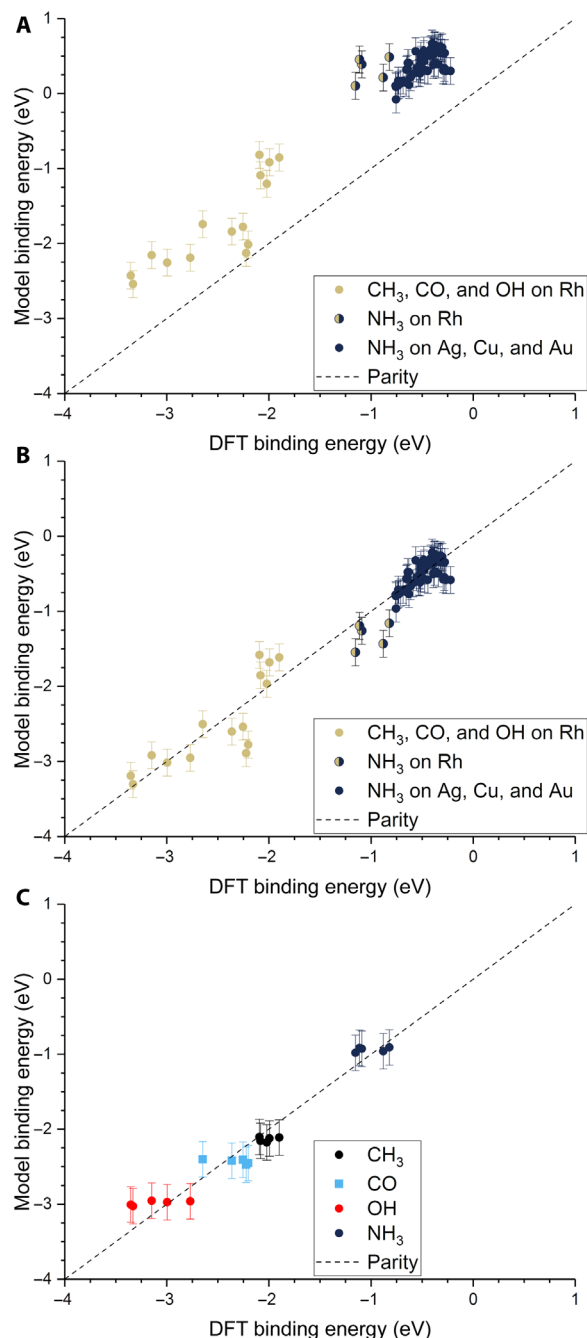 A
1
0
−1
−2
−3
−4
Model binding energy (eV)
CH₃, CO, and OH on Rh
NH₃ on Rh
NH₃ on Ag, Cu, and Au
Parity
−4 −3 −2 −1 0 1
DFT binding energy (eV)
B
1
0
−1
−2
−3
−4
Model binding energy (eV)
CH₃, CO, and OH on Rh
NH₃ on Rh
NH₃ on Ag, Cu, and Au
Parity
−4 −3 −2 −1 0 1
DFT binding energy (eV)
C
1
0
−1
−2
−3
−4
Model binding energy (eV)
CH₃
CO
OH
NH₃
Parity
−4 −3 −2 −1 0 1
DFT binding energy (eV)